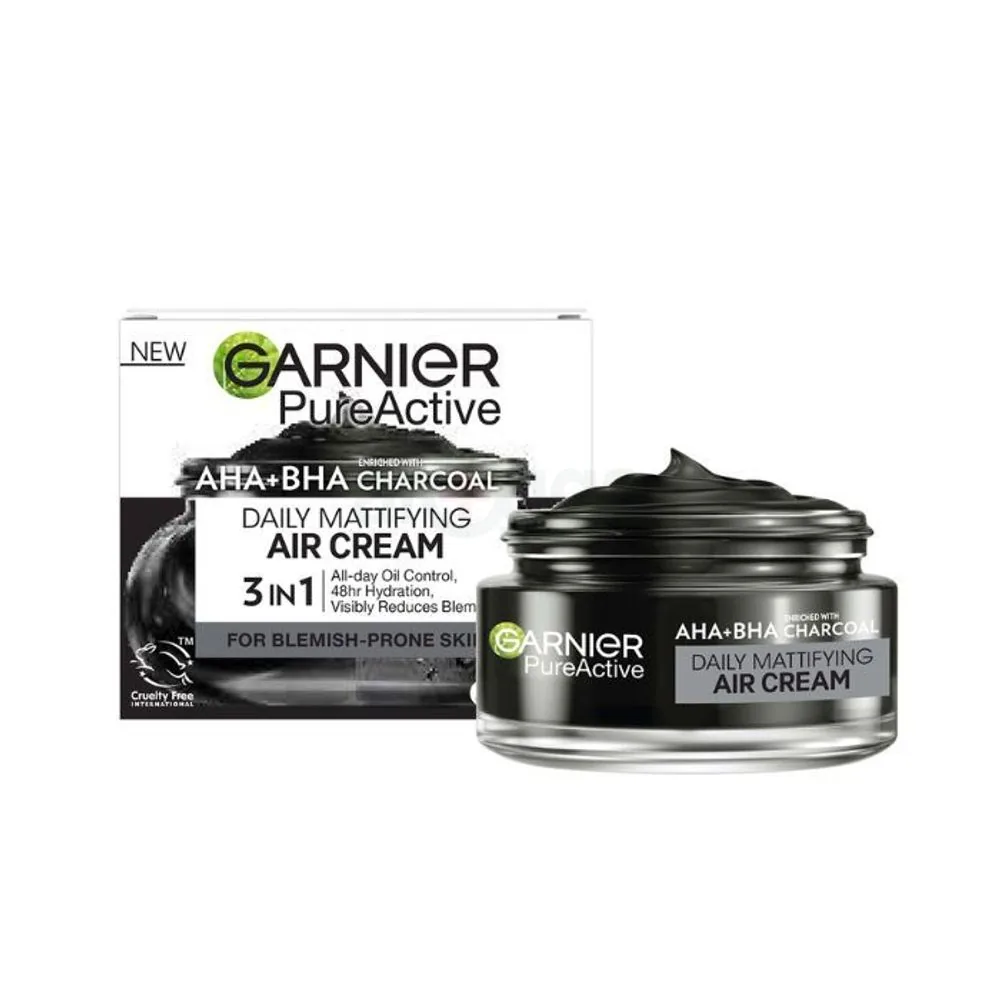 NEW
GARNIER
PureActive
AHA+BHA ENRICHED WITH CHARCOAL
DAILY MATTIFYING
AIR CREAM
3 IN 1
All-day Oil Control,
48hr Hydration,
Visibly Reduces Blem
FOR BLEMISH-PRONE SKI
TM
Cruelty Free
INTERNATIONAL
GARNIER
PureActive
AHA+BHA ENRICHED WITH CHARCOAL
DAILY MATTIFYING
AIR CREAM